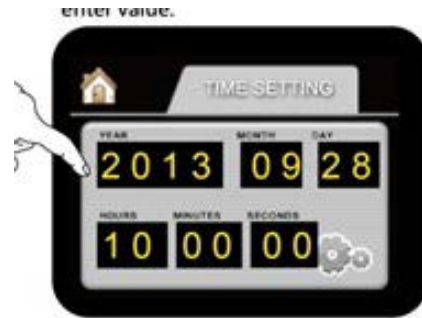 enter value.
TIME SETTING
YEAR MONTH DAY
2013 09 28
HOURS MINUTES SECONDS
10 00 00